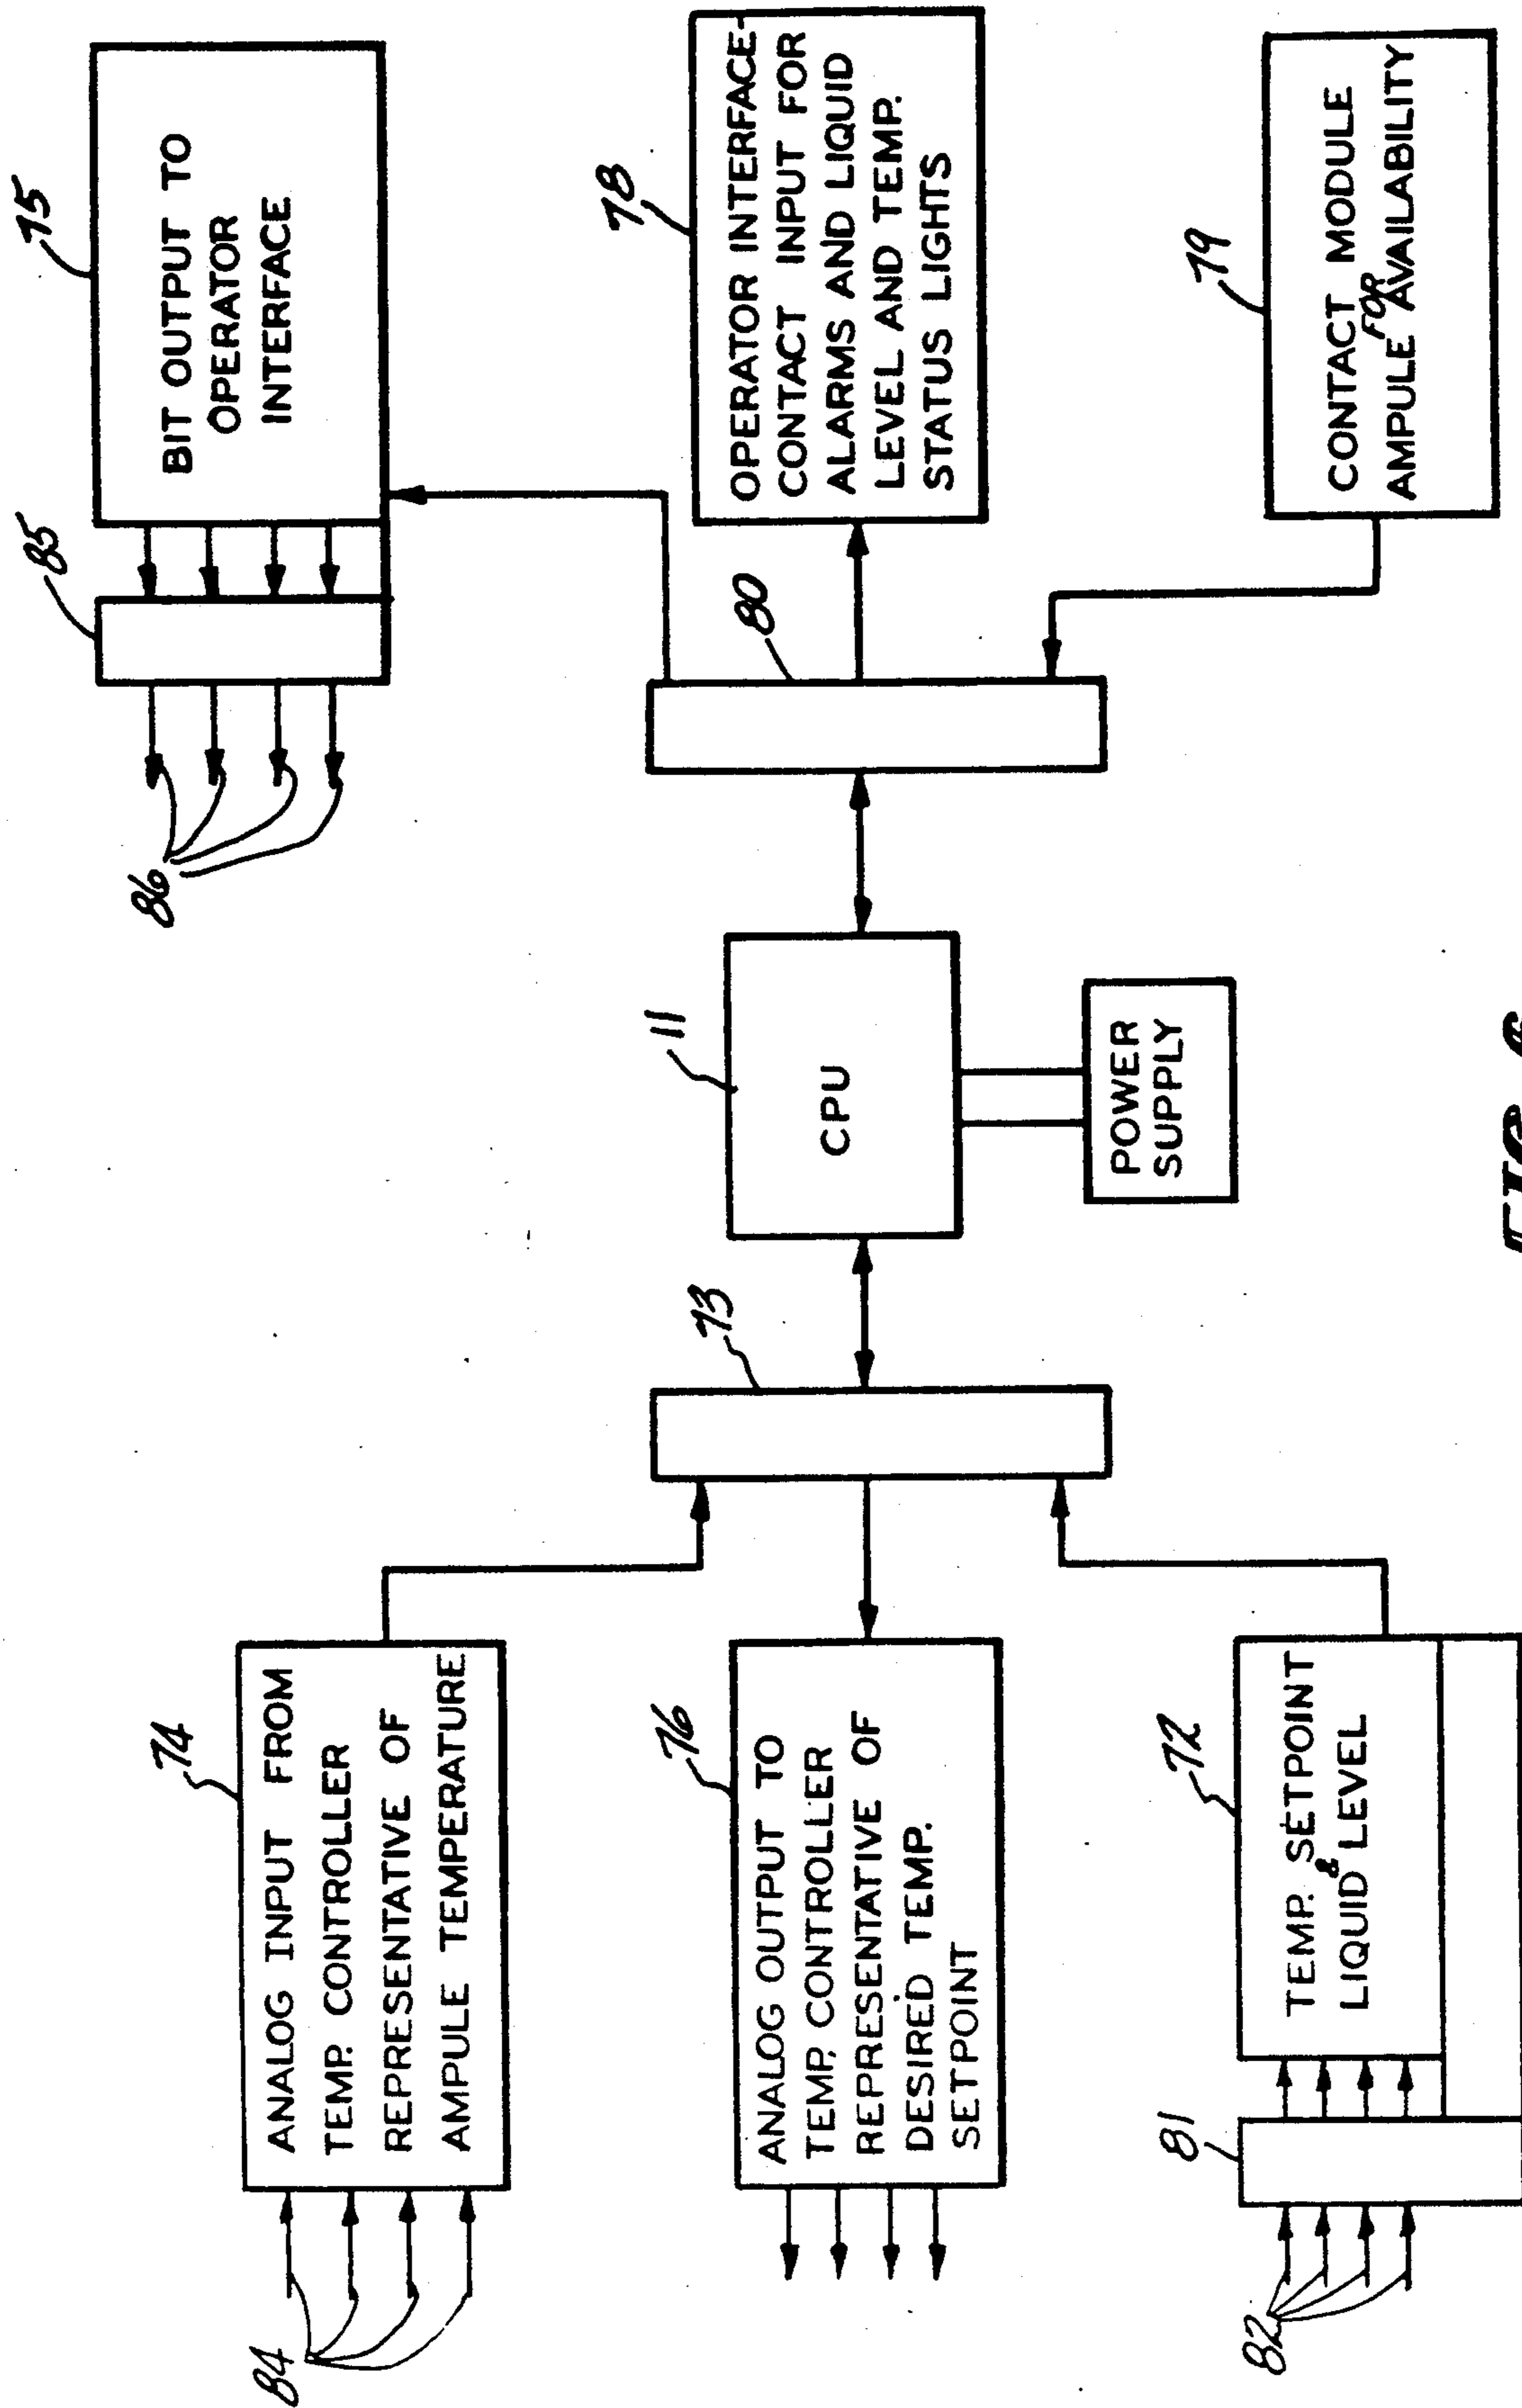 74
ANALOG INPUT FROM
TEMP. CONTROLLER
REPRESENTATIVE OF
AMPULE TEMPERATURE
84
76
ANALOG OUTPUT TO
TEMP. CONTROLLER
REPRESENTATIVE OF
DESIRED TEMP.
SETPOINT
72
TEMP. SETPOINT
&
LIQUID LEVEL
81
82
73
11
CPU
POWER
SUPPLY
86
85
75
BIT OUTPUT TO
OPERATOR
INTERFACE
80
78
OPERATOR INTERFACE-
CONTACT INPUT FOR
ALARMS AND LIQUID
LEVEL AND TEMP.
STATUS LIGHTS
79
CONTACT MODULE
FOR
AMPULE AVAILABILITY